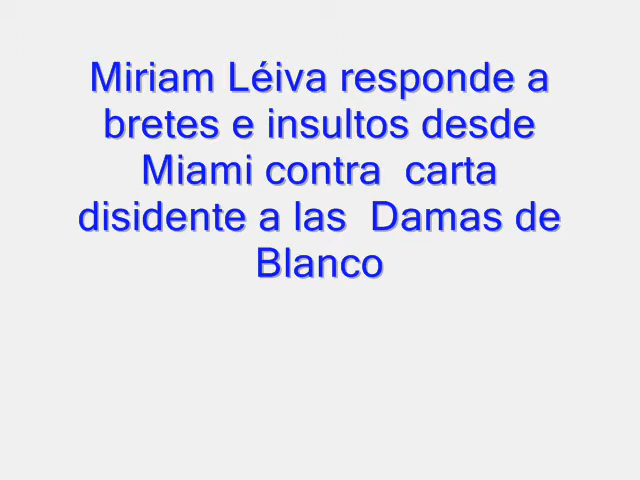 Miriam Léiva responde a
bretes e insultos desde
Miami contra  carta
disidente a las  Damas de
Blanco